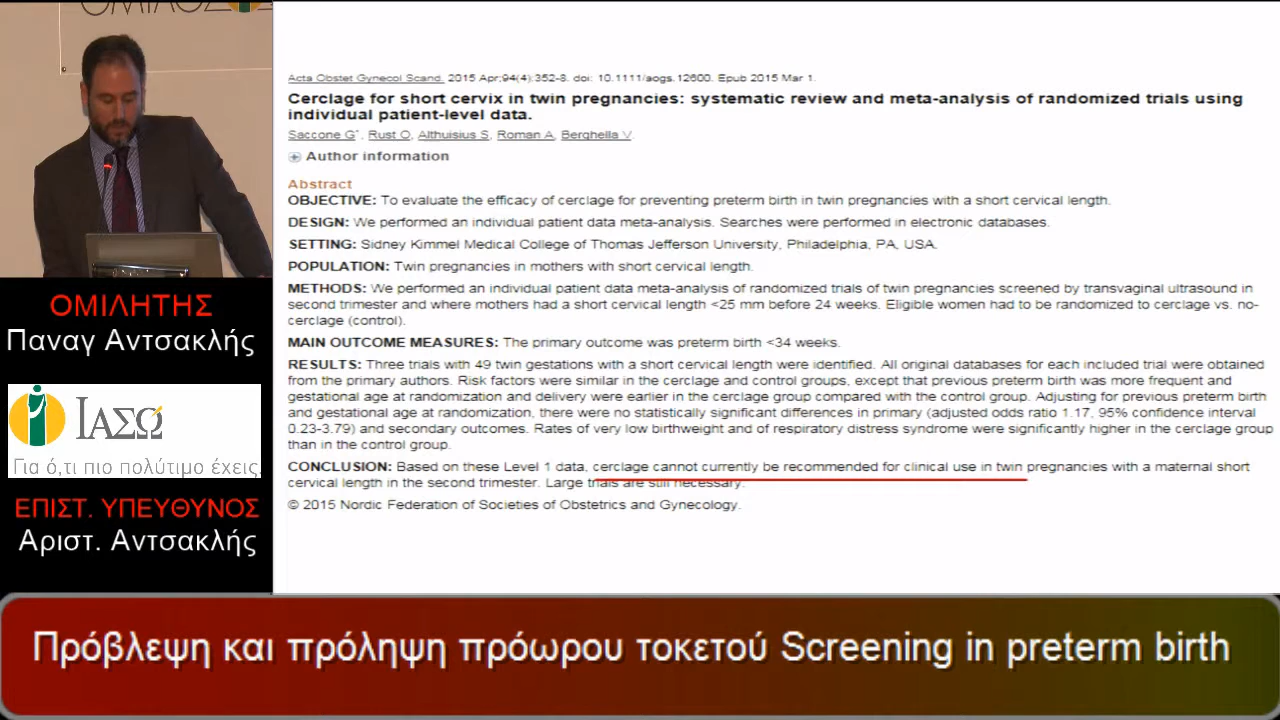 ΟΜΙΛΟΣ
Acta Obstet Gynecol Scand. 2015 Apr;94(4):352-8. doi: 10.1111/aogs.12600. Epub 2015 Mar 1.
Cerclage for short cervix in twin pregnancies: systematic review and meta-analysis of randomized trials using
individual patient-level data.
Saccone G*, Rust O, Althuisius S, Roman A, Berghella V.
Author information
Abstract
OBJECTIVE: To evaluate the efficacy of cerclage for preventing preterm birth in twin pregnancies with a short cervical length.
DESIGN: We performed an individual patient data meta-analysis. Searches were performed in electronic databases.
SETTING: Sidney Kimmel Medical College of Thomas Jefferson University, Philadelphia, PA, USA.
POPULATION: Twin pregnancies in mothers with short cervical length.
METHODS: We performed an individual patient data meta-analysis of randomized trials of twin pregnancies screened by transvaginal ultrasound in
second trimester and where mothers had a short cervical length <25 mm before 24 weeks. Eligible women had to be randomized to cerclage vs. no-
cerclage (control).
MAIN OUTCOME MEASURES: The primary outcome was preterm birth <34 weeks.
RESULTS: Three trials with 49 twin gestations with a short cervical length were identified. All original databases for each included trial were obtained
from the primary authors. Risk factors were similar in the cerclage and control groups, except that previous preterm birth was more frequent and
gestational age at randomization and delivery were earlier in the cerclage group compared with the control group. Adjusting for previous preterm birth
and gestational age at randomization, there were no statistically significant differences in primary (adjusted odds ratio 1.17, 95% confidence interval
0.23-3.79) and secondary outcomes. Rates of very low birthweight and of respiratory distress syndrome were significantly higher in the cerclage group
than in the control group.
CONCLUSION: Based on these Level 1 data, cerclage cannot currently be recommended for clinical use in twin pregnancies with a maternal short
cervical length in the second trimester. Large trials are still necessary.
© 2015 Nordic Federation of Societies of Obstetrics and Gynecology.
ΟΜΙΛΗΤΗΣ
Παναγ Αντσακλής
ΙΑΣΩ
Για ό,τι πιο πολύτιμο έχεις.
ΕΠΙΣΤ. ΥΠΕΥΘΥΝΟΣ
Αριστ. Αντσακλής
Πρόβλεψη και πρόληψη πρόωρου τοκετού Screening in preterm birth